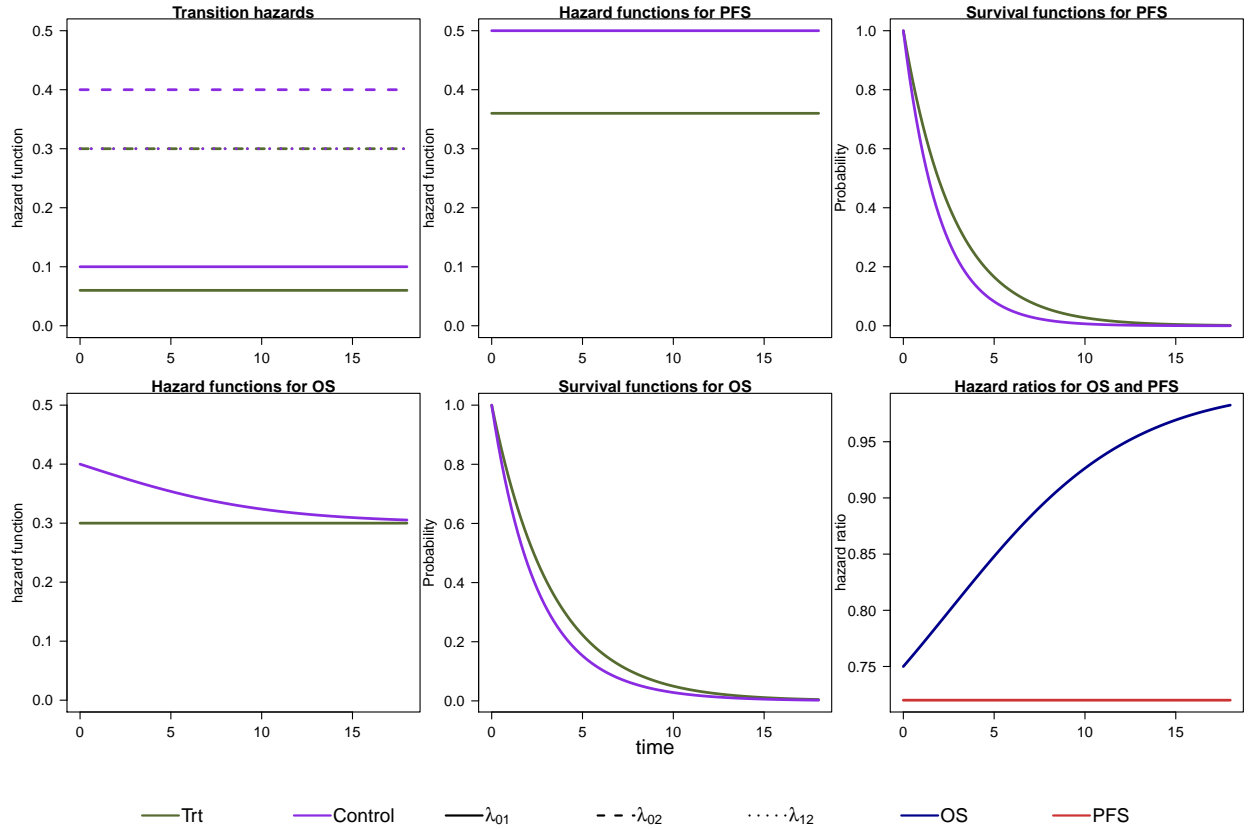 Transition hazards
hazard function
0.5
0.4
0.3
0.2
0.1
0.0
0 5 10 15
Hazard functions for PFS
hazard function
0.5
0.4
0.3
0.2
0.1
0.0
0 5 10 15
Survival functions for PFS
Probability
1.0
0.8
0.6
0.4
0.2
0.0
0 5 10 15
Hazard functions for OS
hazard function
0.5
0.4
0.3
0.2
0.1
0.0
0 5 10 15
Survival functions for OS
Probability
1.0
0.8
0.6
0.4
0.2
0.0
0 5 10 15
time
Hazard ratios for OS and PFS
hazard ratio
0.95
0.90
0.85
0.80
0.75
0 5 10 15
Trt Control λ01 λ02 λ12 OS PFS